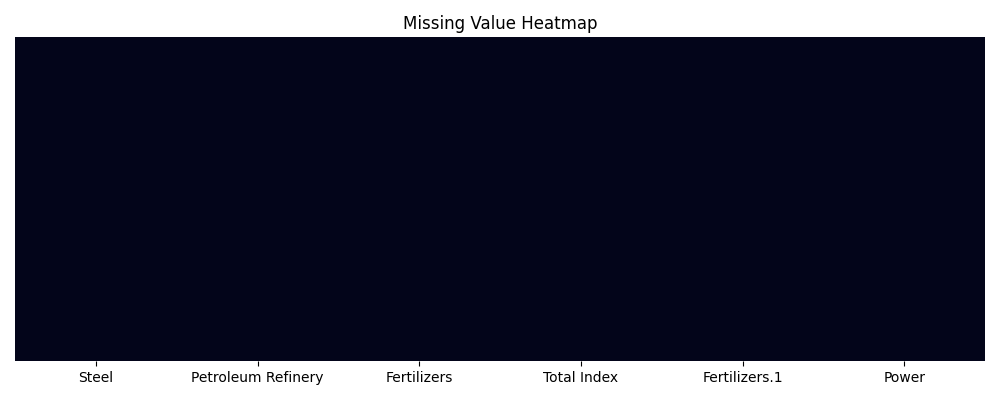 Missing Value Heatmap
Steel Petroleum Refinery Fertilizers Total Index Fertilizers.1 Power